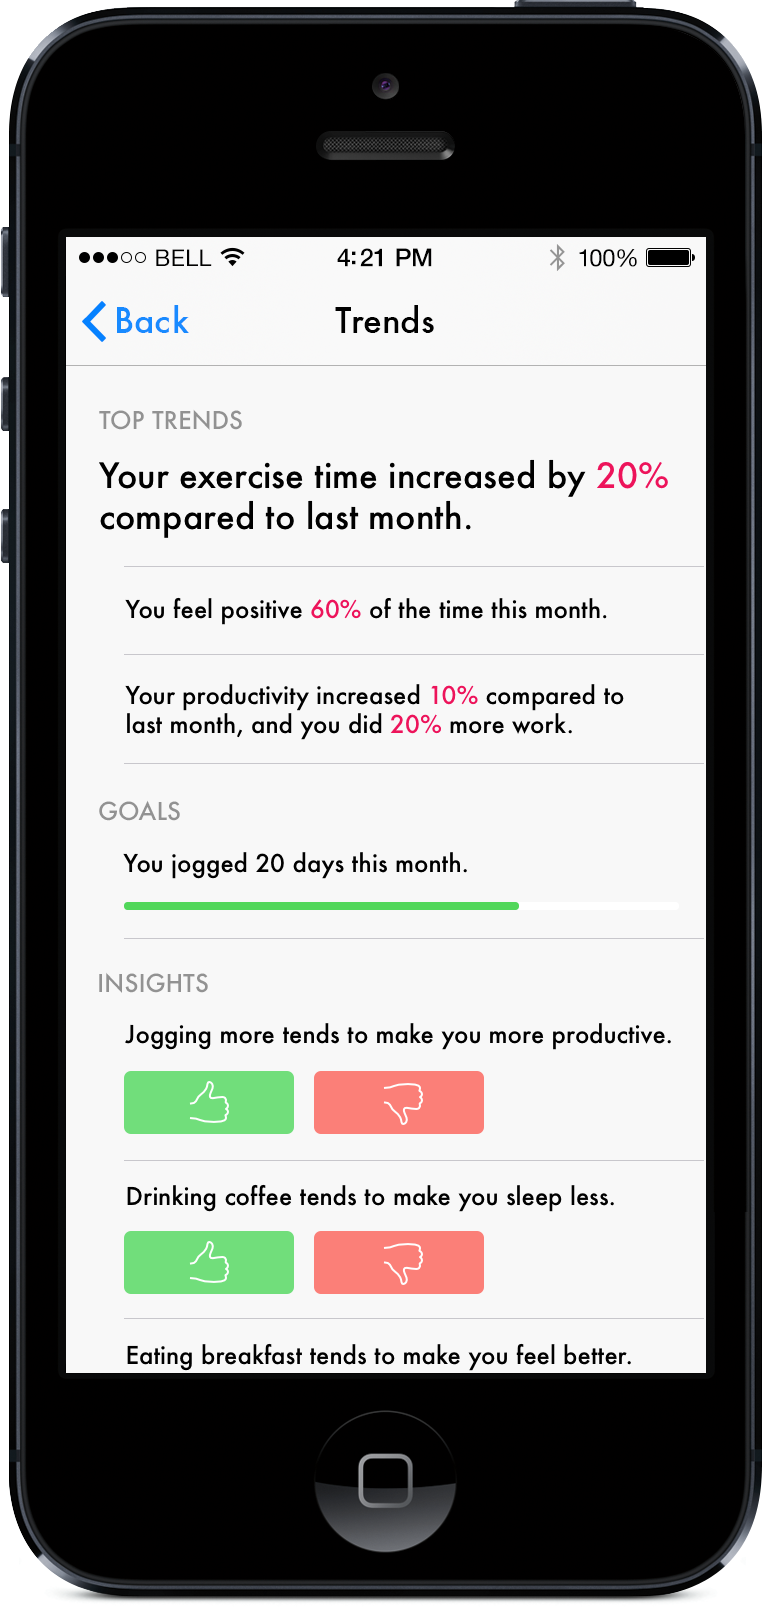 BELL 4:21 PM 100%
Back Trends
TOP TRENDS
Your exercise time increased by 20%
compared to last month.
You feel positive 60% of the time this month.
Your productivity increased 10% compared to
last month, and you did 20% more work.
GOALS
You jogged 20 days this month.
INSIGHTS
Jogging more tends to make you more productive.
Drinking coffee tends to make you sleep less.
Eating breakfast tends to make you feel better.